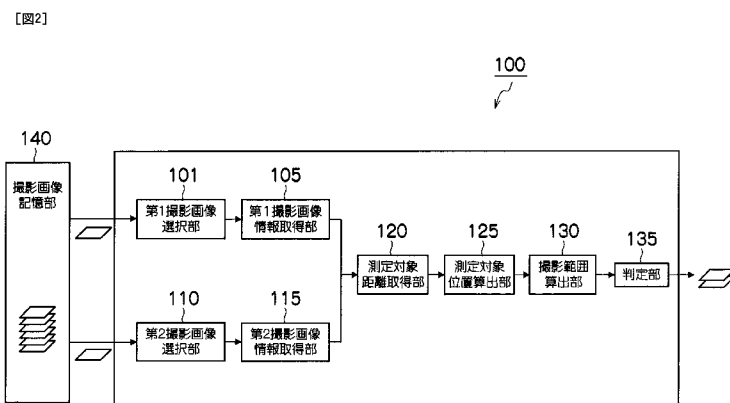 [図2]
100
140
撮影画像
記憶部
101
第1撮影画像
選択部
105
第1撮影画像
情報取得部
110
第2撮影画像
選択部
115
第2撮影画像
情報取得部
120
測定対象
距離取得部
125
測定対象
位置算出部
130
撮影範囲
算出部
135
判定部